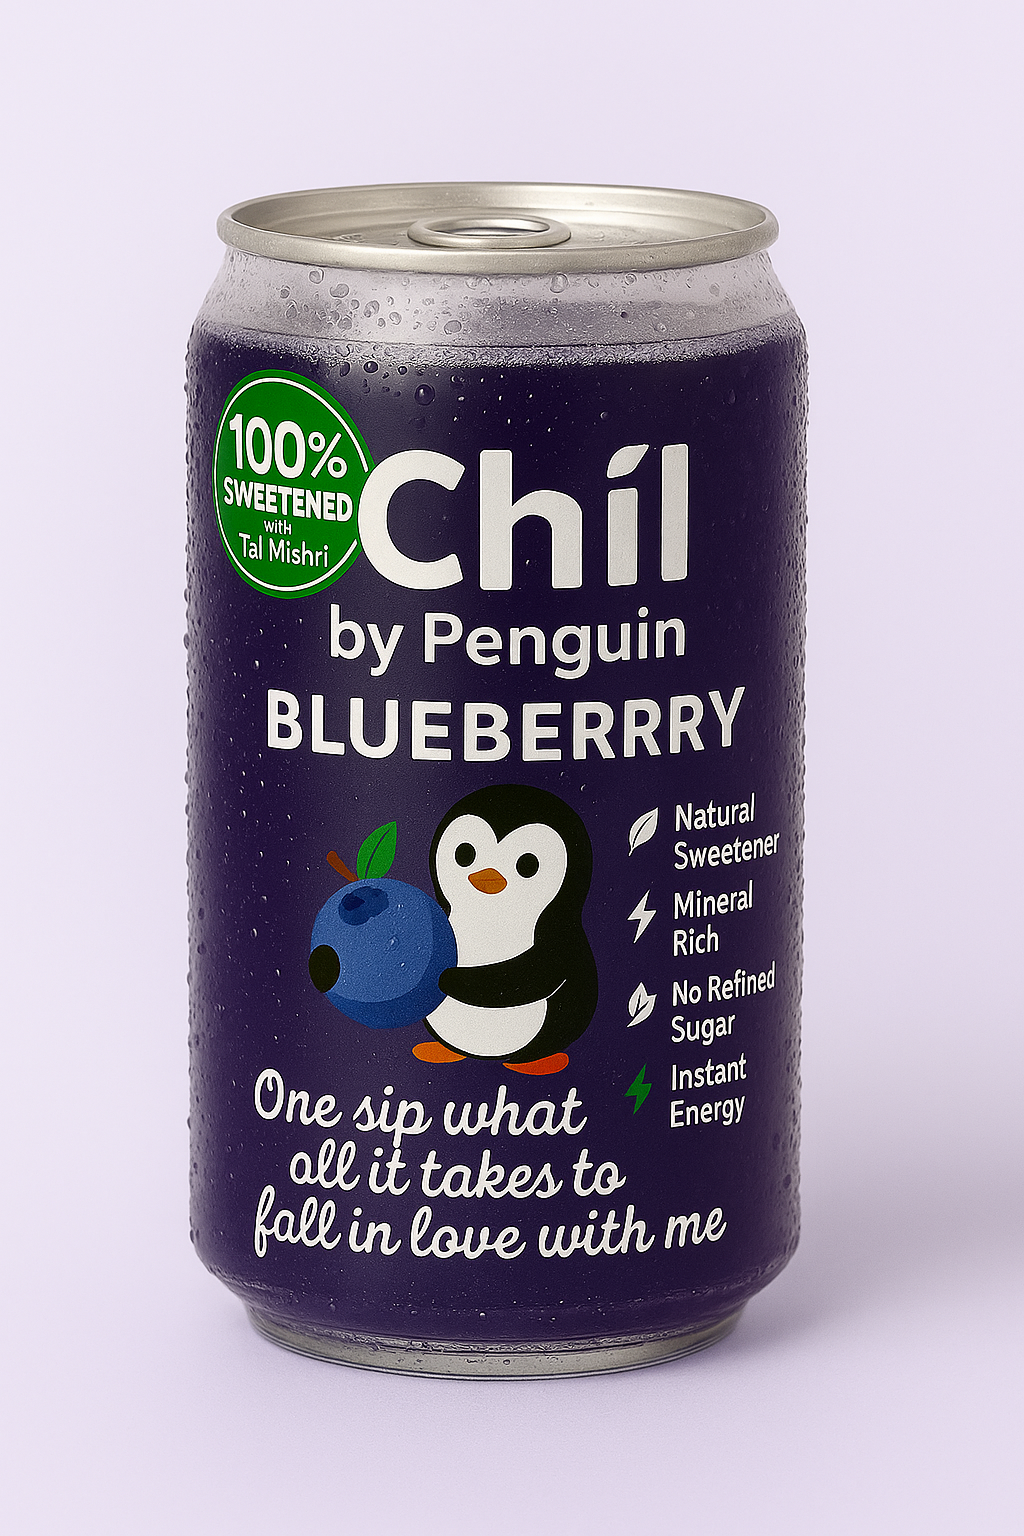 100%
SWEETENED
with
Tal Mishri
Chíl
by Penguin
BLUEBERRRY
Natural
Sweetener
Mineral
Rich
No Refined
Sugar
Instant
Energy
One sip what
all it takes to
fall in love with me